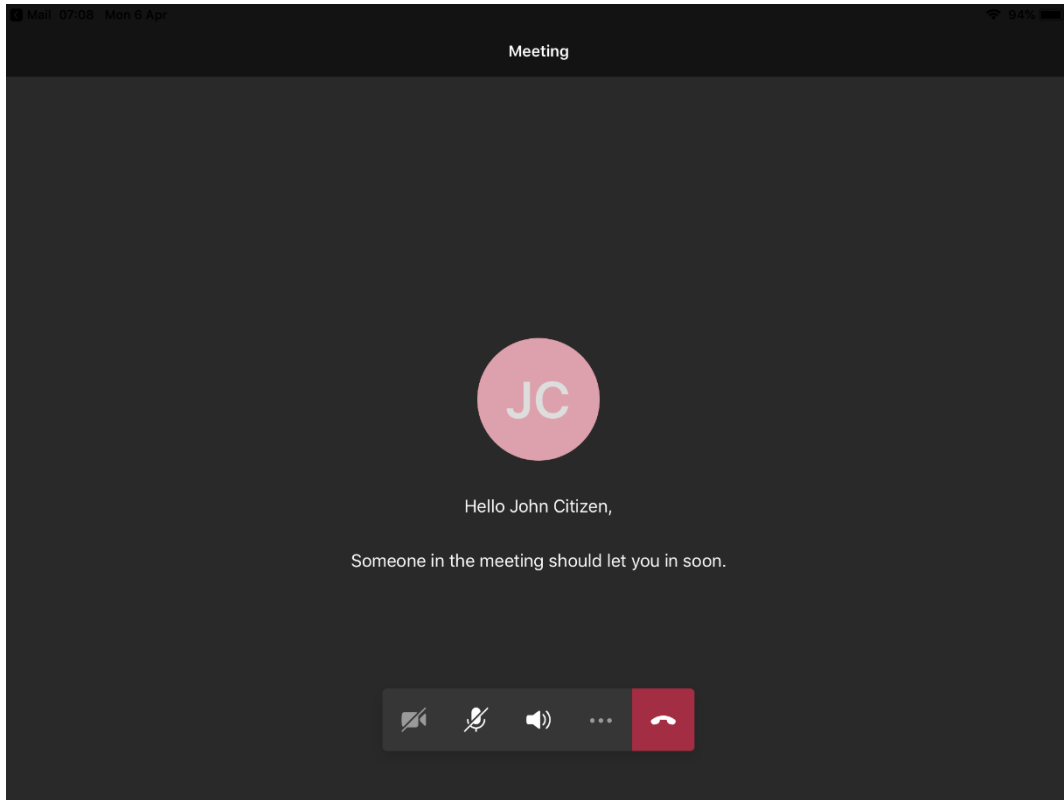 Mail 07:08 Mon 6 Apr 94%
Meeting
JC
Hello John Citizen,
Someone in the meeting should let you in soon.